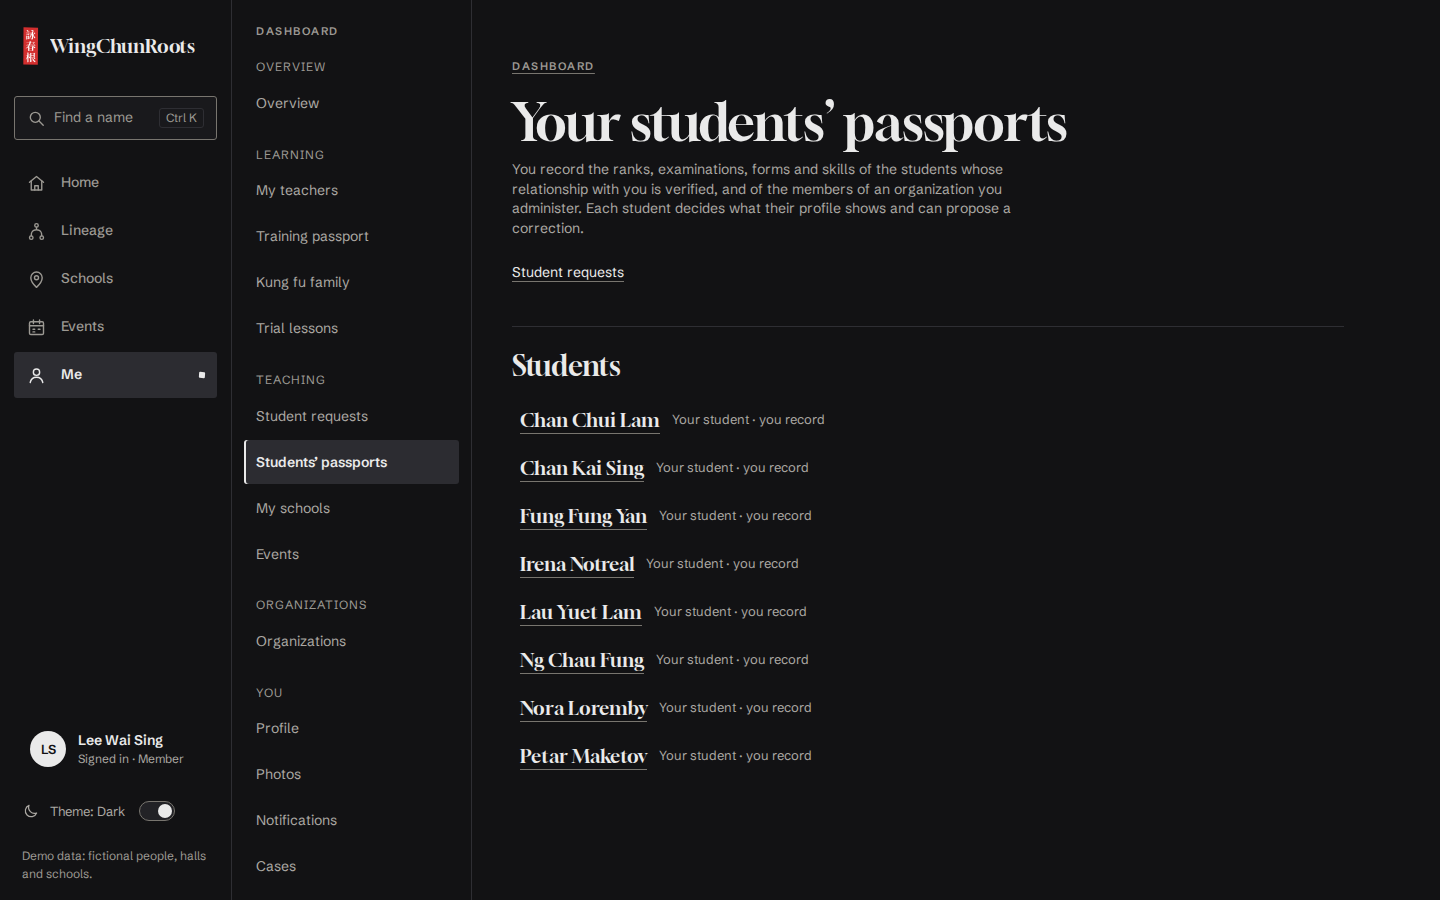 詠春根
WingChunRoots
Find a name
Ctrl K
Home
Lineage
Schools
Events
Me
LS
Lee Wai Sing
Signed in · Member
Theme: Dark
Demo data: fictional people, halls
and schools.
DASHBOARD
OVERVIEW
Overview
LEARNING
My teachers
Training passport
Kung fu family
Trial lessons
TEACHING
Student requests
Students’ passports
My schools
Events
ORGANIZATIONS
Organizations
YOU
Profile
Photos
Notifications
Cases
DASHBOARD
Your students’ passports
You record the ranks, examinations, forms and skills of the students whose
relationship with you is verified, and of the members of an organization you
administer. Each student decides what their profile shows and can propose a
correction.
Student requests
Students
Chan Chui Lam Your student · you record
Chan Kai Sing Your student · you record
Fung Fung Yan Your student · you record
Irena Notreal Your student · you record
Lau Yuet Lam Your student · you record
Ng Chau Fung Your student · you record
Nora Loremby Your student · you record
Petar Maketov Your student · you record